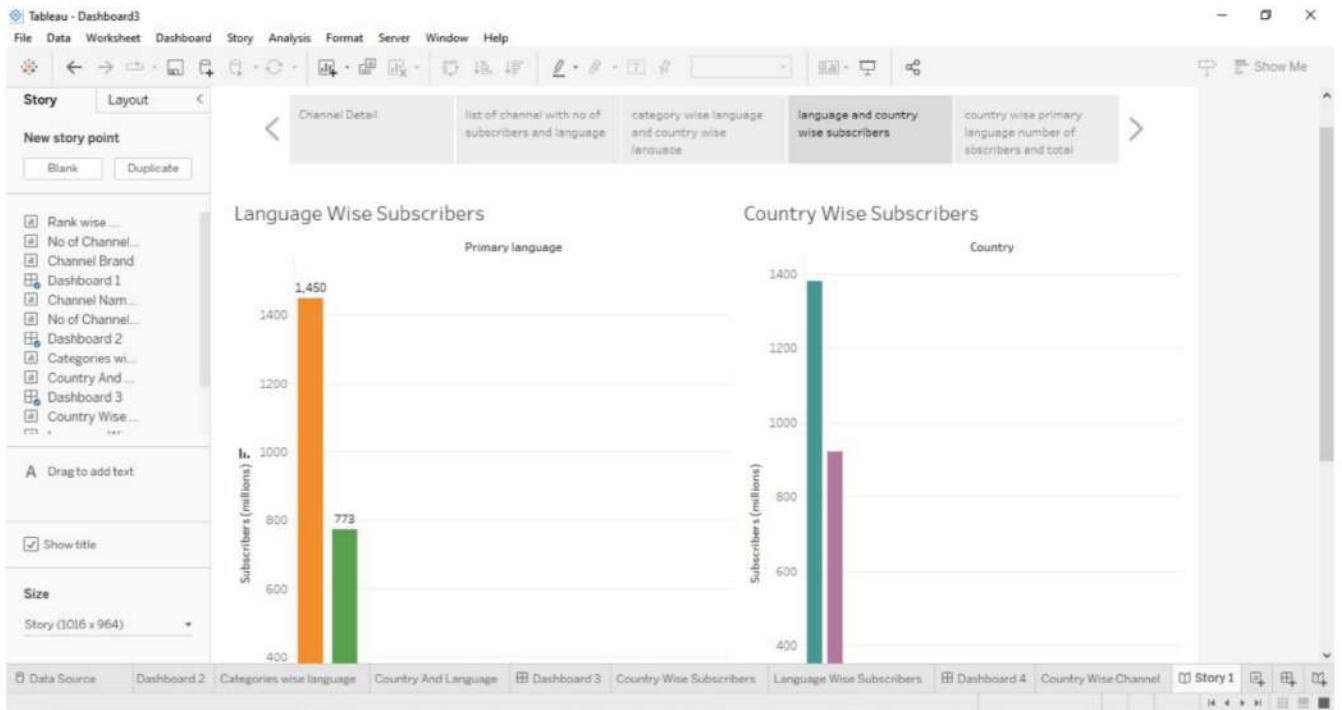 Tableau - Dashboard3
File Data Worksheet Dashboard Story Analysis Format Server Window Help
Show Me
Story Layout
New story point
Blank Duplicate
Rank wise ...
No of Channel...
Channel Brand
Dashboard 1
Channel Nam...
No of Channel...
Dashboard 2
Categories wi...
Country And ...
Dashboard 3
Country Wise ...
A Drag to add text
Show title
Size
Story (1016 x 964)
Channel Detail
list of channel with no of
subscribers and language
category wise language
and country wise
language
language and country
wise subscribers
country wise primary
language number of
sbscribers and total
Language Wise Subscribers
Primary language
1,450
773
1400
1200
1000
800
600
400
Subscribers (millions)
Country Wise Subscribers
Country
1400
1200
1000
800
600
400
Subscribers (millions)
Data Source Dashboard 2 Categories wise language Country And Language Dashboard 3 Country Wise Subscribers Language Wise Subscribers Dashboard 4 Country Wise Channel Story 1